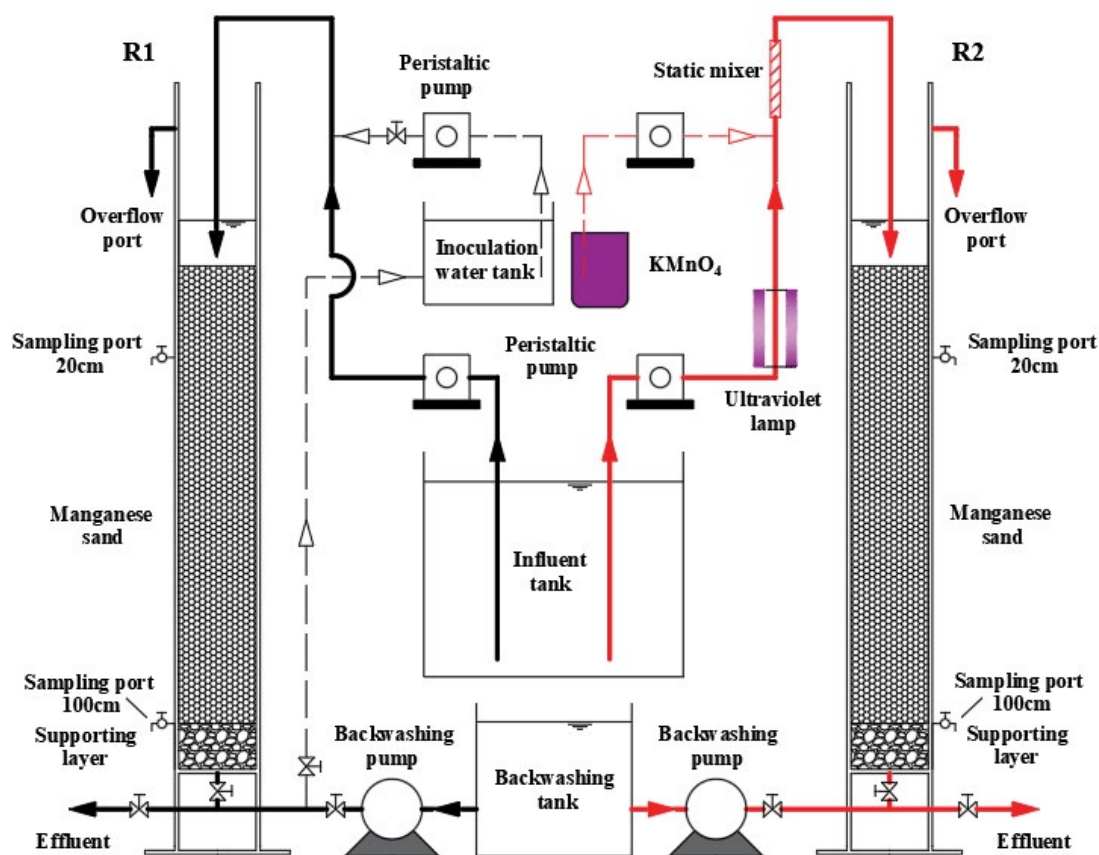 R1
Peristaltic
pump
Static mixer
R2
Overflow
port
Inoculation
water tank
KMnO₄
Overflow
port
Sampling port
20cm
Peristaltic
pump
Ultraviolet
lamp
Sampling port
20cm
Manganese
sand
Influent
tank
Manganese
sand
Sampling port
100cm
Supporting
layer
Backwashing
pump
Backwashing
tank
Backwashing
pump
Sampling port
100cm
Supporting
layer
Effluent
Effluent